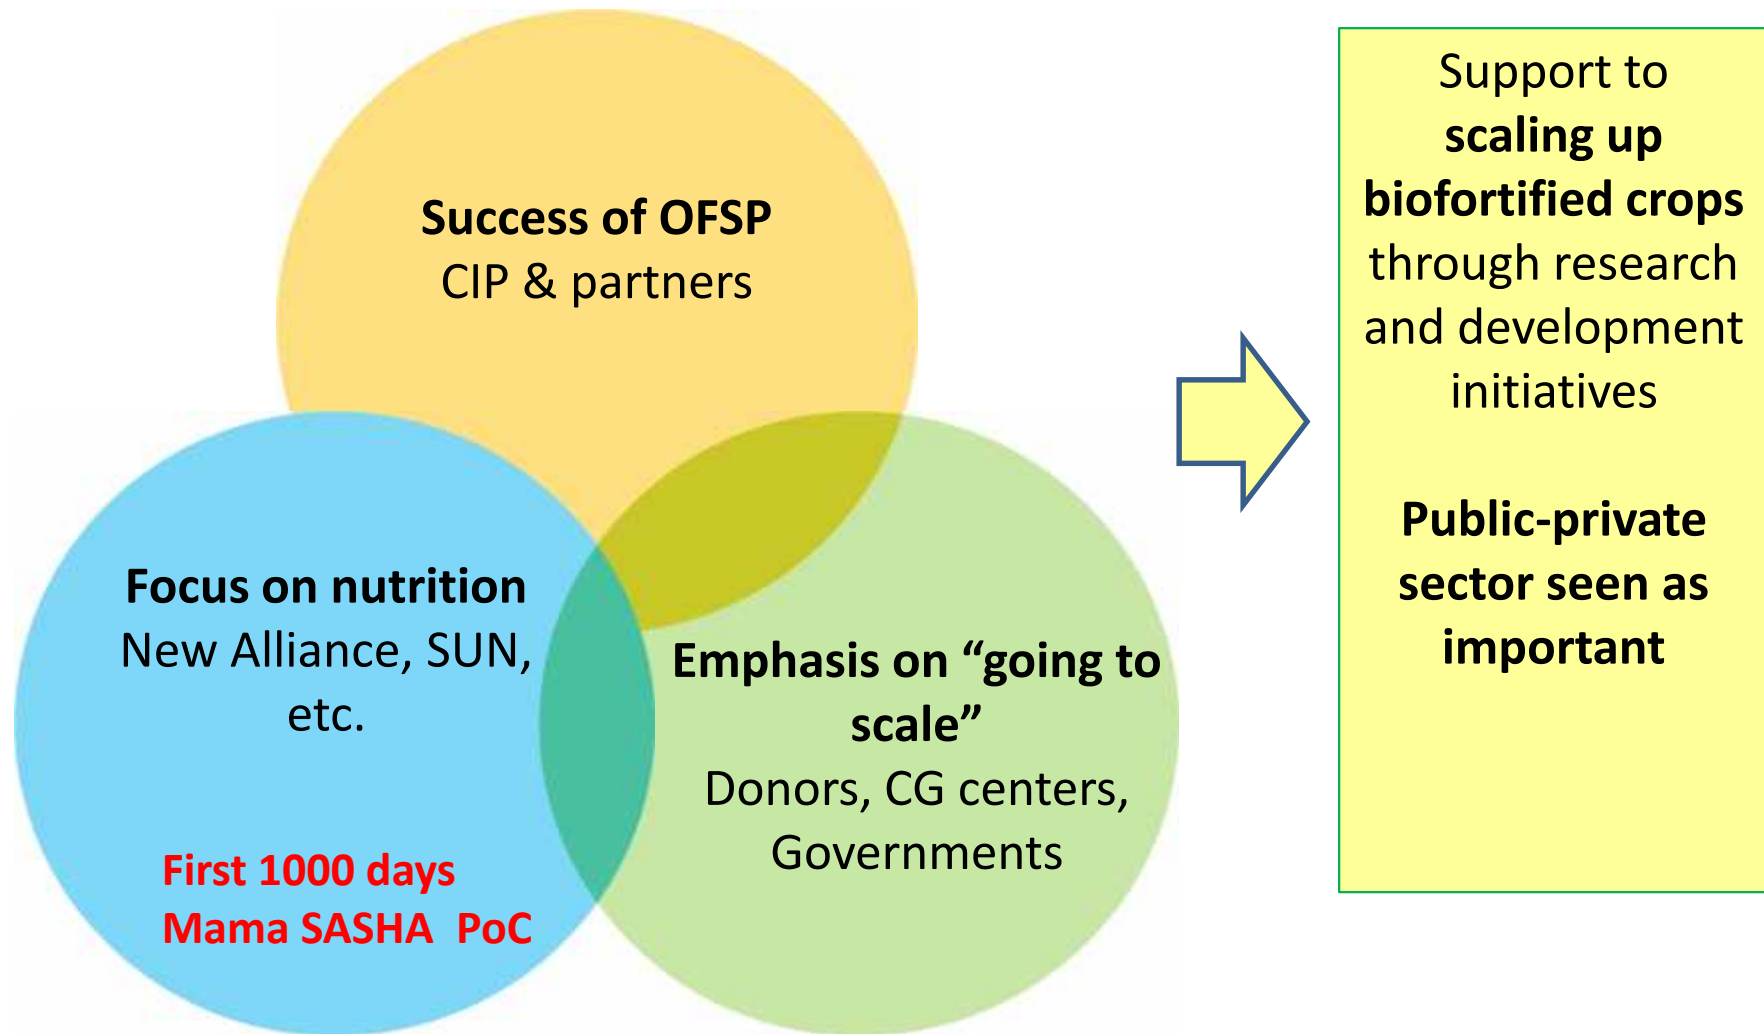 Success of OFSP
CIP & partners
Focus on nutrition
New Alliance, SUN,
etc.
First 1000 days
Mama SASHA PoC
Emphasis on “going to
scale”
Donors, CG centers,
Governments
Support to
scaling up
biofortified crops
through research
and development
initiatives
Public-private
sector seen as
important